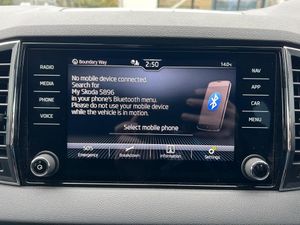 Boundary Way
2:50
14.0°c
RADIO
MEDIA
PHONE
VOICE
NAV
APP
CAR
MENU
No mobile device connected.
Search for
My Skoda 5896
in your phone's Bluetooth menu.
Please do not use your mobile device
while the vehicle is in motion.
Select mobile phone
SOS
Emergency
Breakdown
Information
Settings